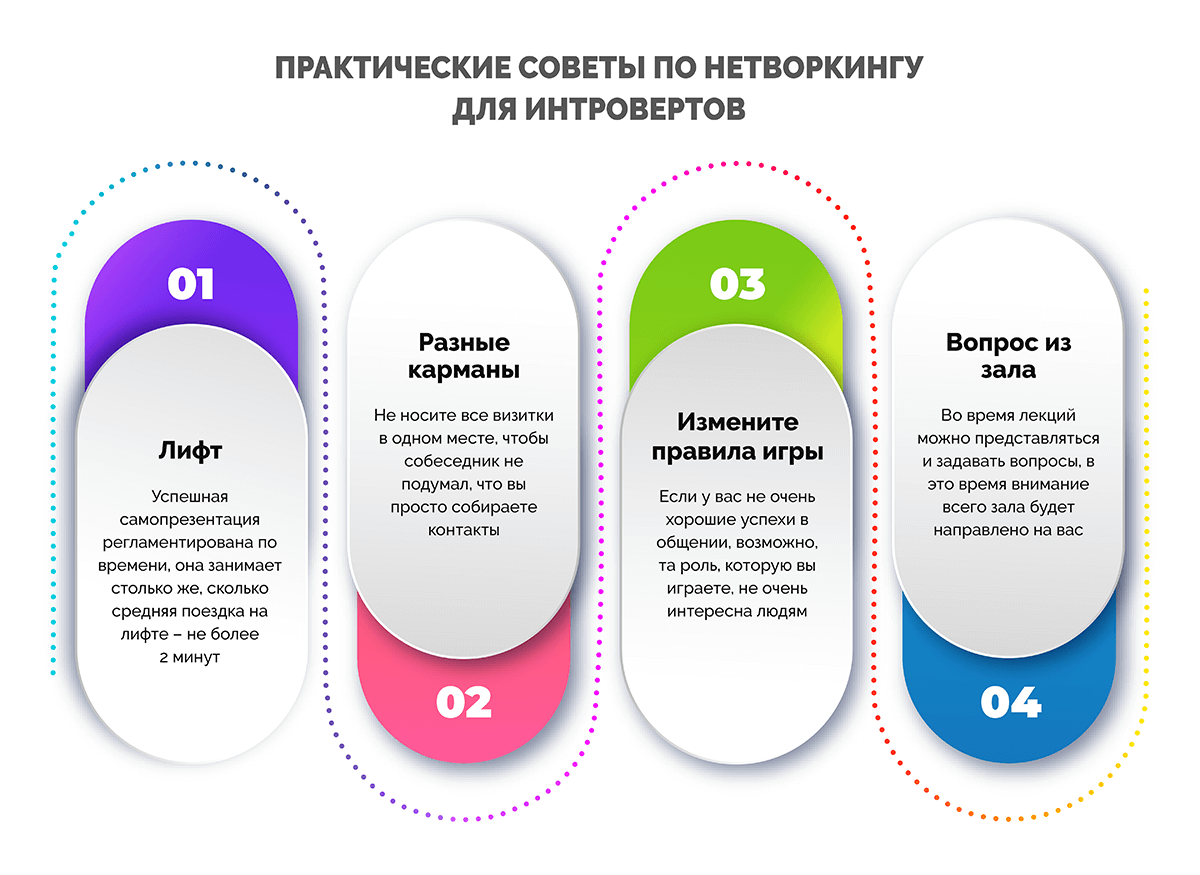 ПРАКТИЧЕСКИЕ СОВЕТЫ ПО НЕТВОРКИНГУ
ДЛЯ ИНТРОВЕРТОВ
01
Лифт
Успешная
самопрезентация
регламентирована по
времени, она занимает
столько же, сколько
средняя поездка на
лифте – не более
2 минут
Разные
карманы
Не носите все визитки
в одном месте, чтобы
собеседник не
подумал, что вы
просто собираете
контакты
02
03
Измените
правила игры
Если у вас не очень
хорошие успехи в
общении, возможно,
та роль, которую вы
играете, не очень
интересна людям
Вопрос из
зала
Во время лекций
можно представляться
и задавать вопросы, в
это время внимание
всего зала будет
направлено на вас
04